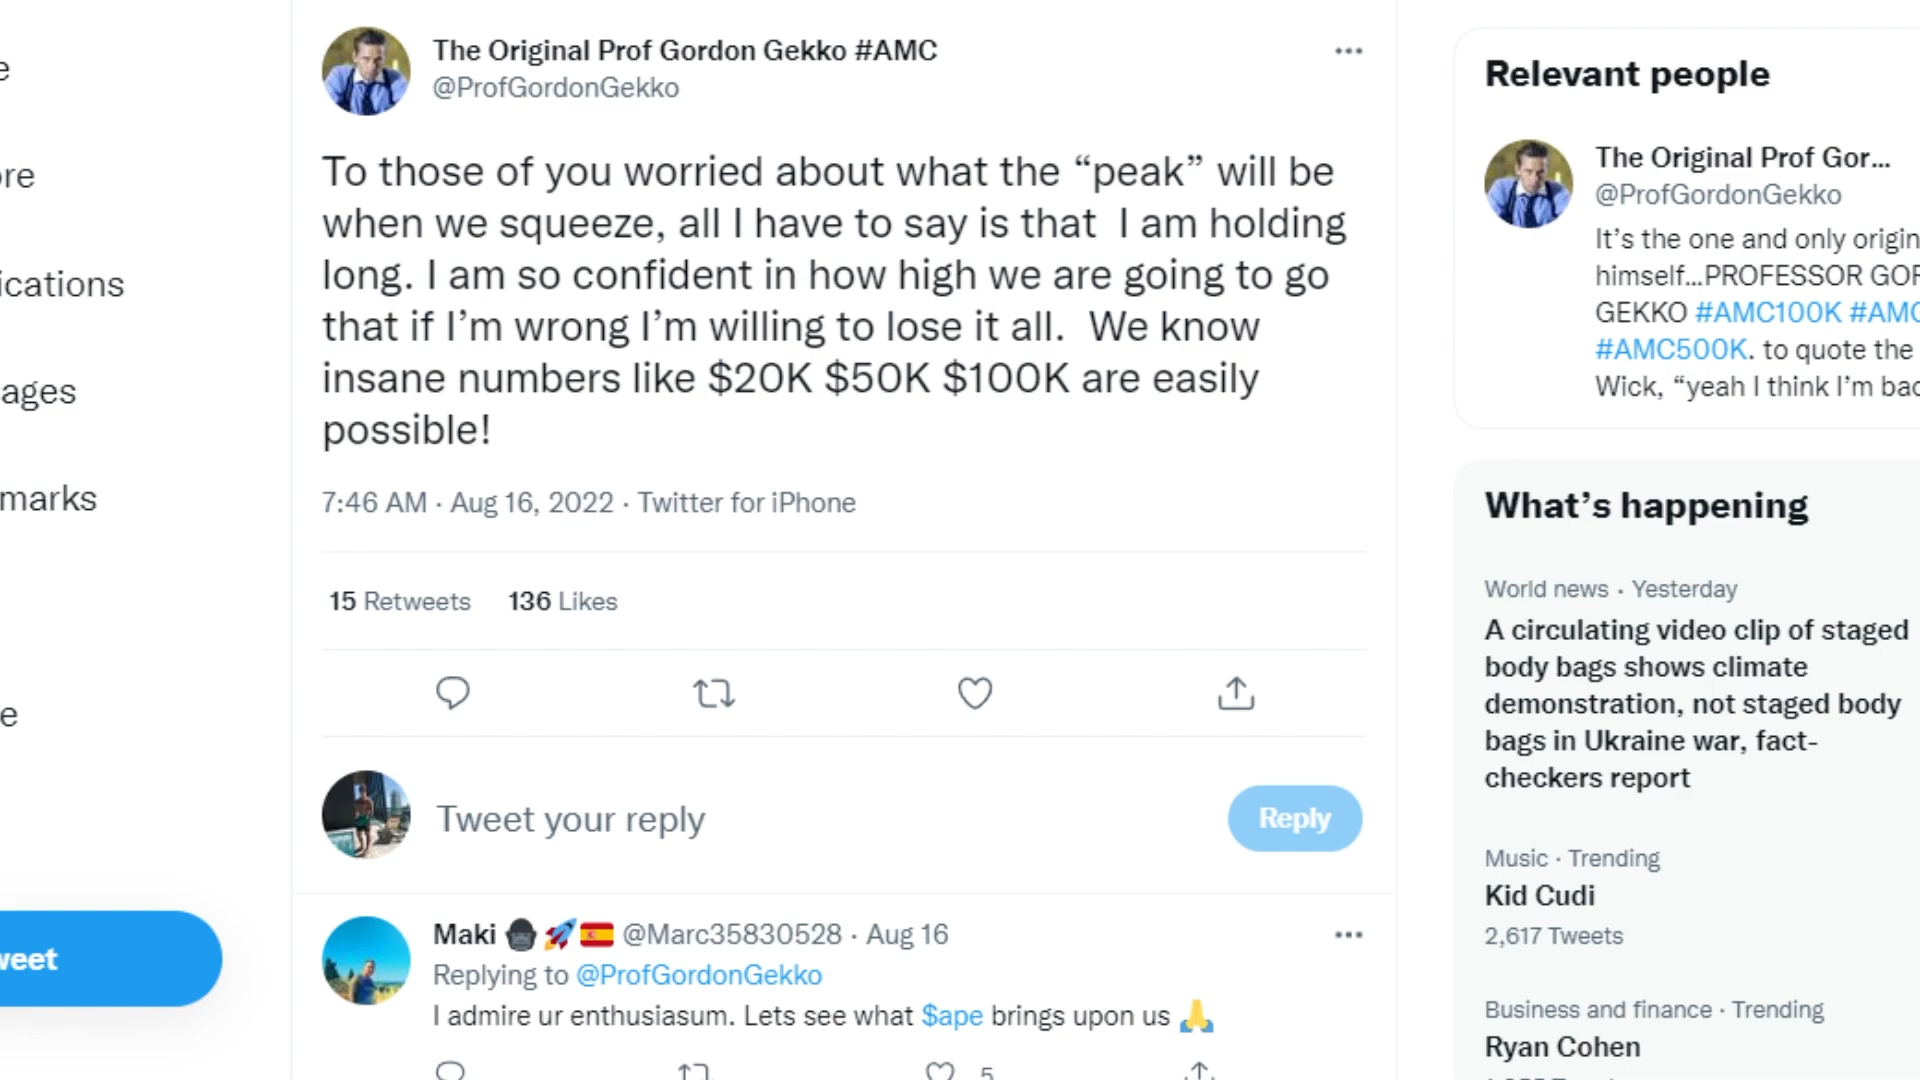 e
ore
ications
ages
marks
e
weet
The Original Prof Gordon Gekko #AMC
@ProfGordonGekko
To those of you worried about what the “peak” will be
when we squeeze, all I have to say is that  I am holding
long. I am so confident in how high we are going to go
that if I’m wrong I’m willing to lose it all.  We know
insane numbers like $20K $50K $100K are easily
possible!
7:46 AM · Aug 16, 2022 · Twitter for iPhone
15 Retweets 136 Likes
Tweet your reply
Reply
Maki @Marc35830528 · Aug 16
Replying to @ProfGordonGekko
I admire ur enthusiasum. Lets see what $ape brings upon us 🙏
5
Relevant people
The Original Prof Gor...
@ProfGordonGekko
It’s the one and only origin
himself...PROFESSOR GOR
GEKKO #AMC100K #AMC
#AMC500K. to quote the
Wick, “yeah I think I’m bac
What’s happening
World news · Yesterday
A circulating video clip of staged
body bags shows climate
demonstration, not staged body
bags in Ukraine war, fact-
checkers report
Music · Trending
Kid Cudi
2,617 Tweets
Business and finance · Trending
Ryan Cohen